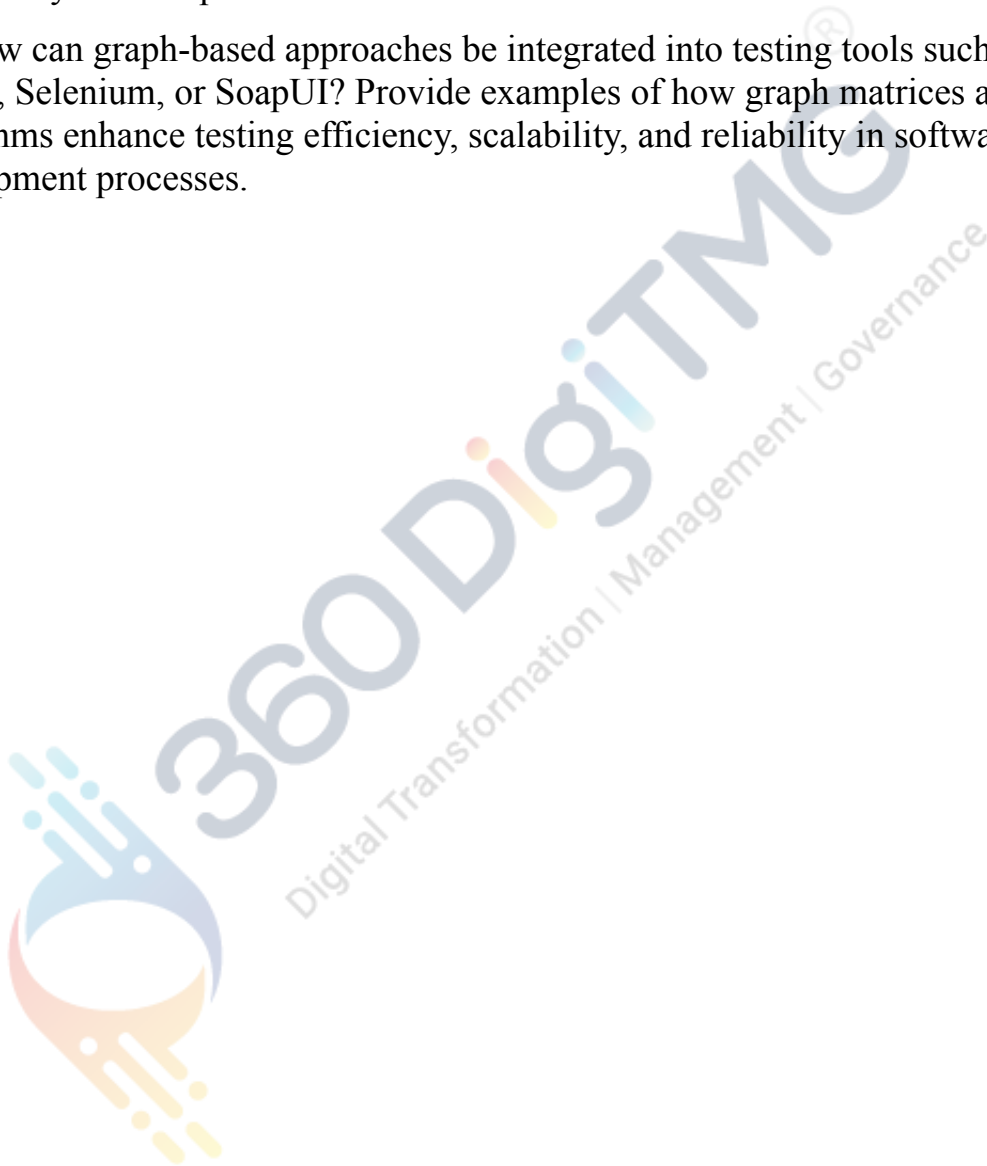 w can graph-based approaches be integrated into testing tools such
, Selenium, or SoapUI? Provide examples of how graph matrices a
nms enhance testing efficiency, scalability, and reliability in softwa
pment processes.
®
360DigiTMG
Digital Transformation | Management | Governance